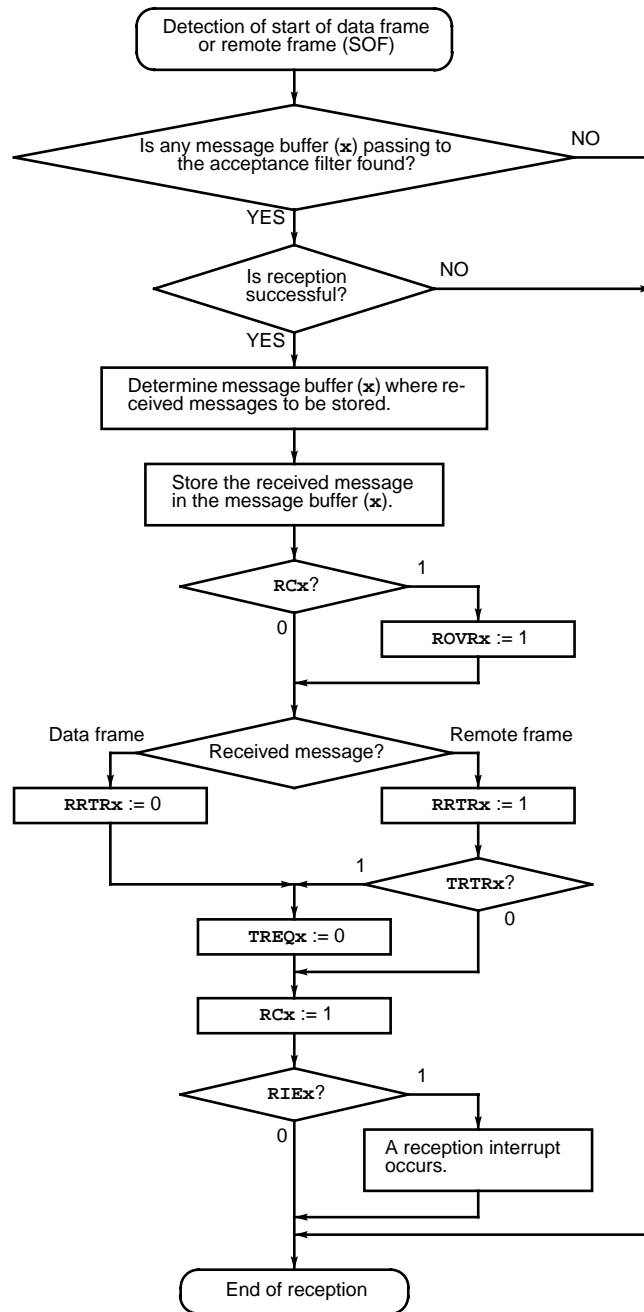 Detection of start of data frame
or remote frame (SOF)
Is any message buffer (x) passing to
the acceptance filter found?
NO
YES
Is reception
successful?
NO
YES
Determine message buffer (x) where re-
ceived messages to be stored.
Store the received message
in the message buffer (x).
RCx?
1
0
ROVRx := 1
Data frame
Received message?
Remote frame
RRTRx := 0
RRTRx := 1
1
TRTRx?
0
TREQx := 0
RCx := 1
RIEx?
1
0
A reception interrupt
occurs.
End of reception